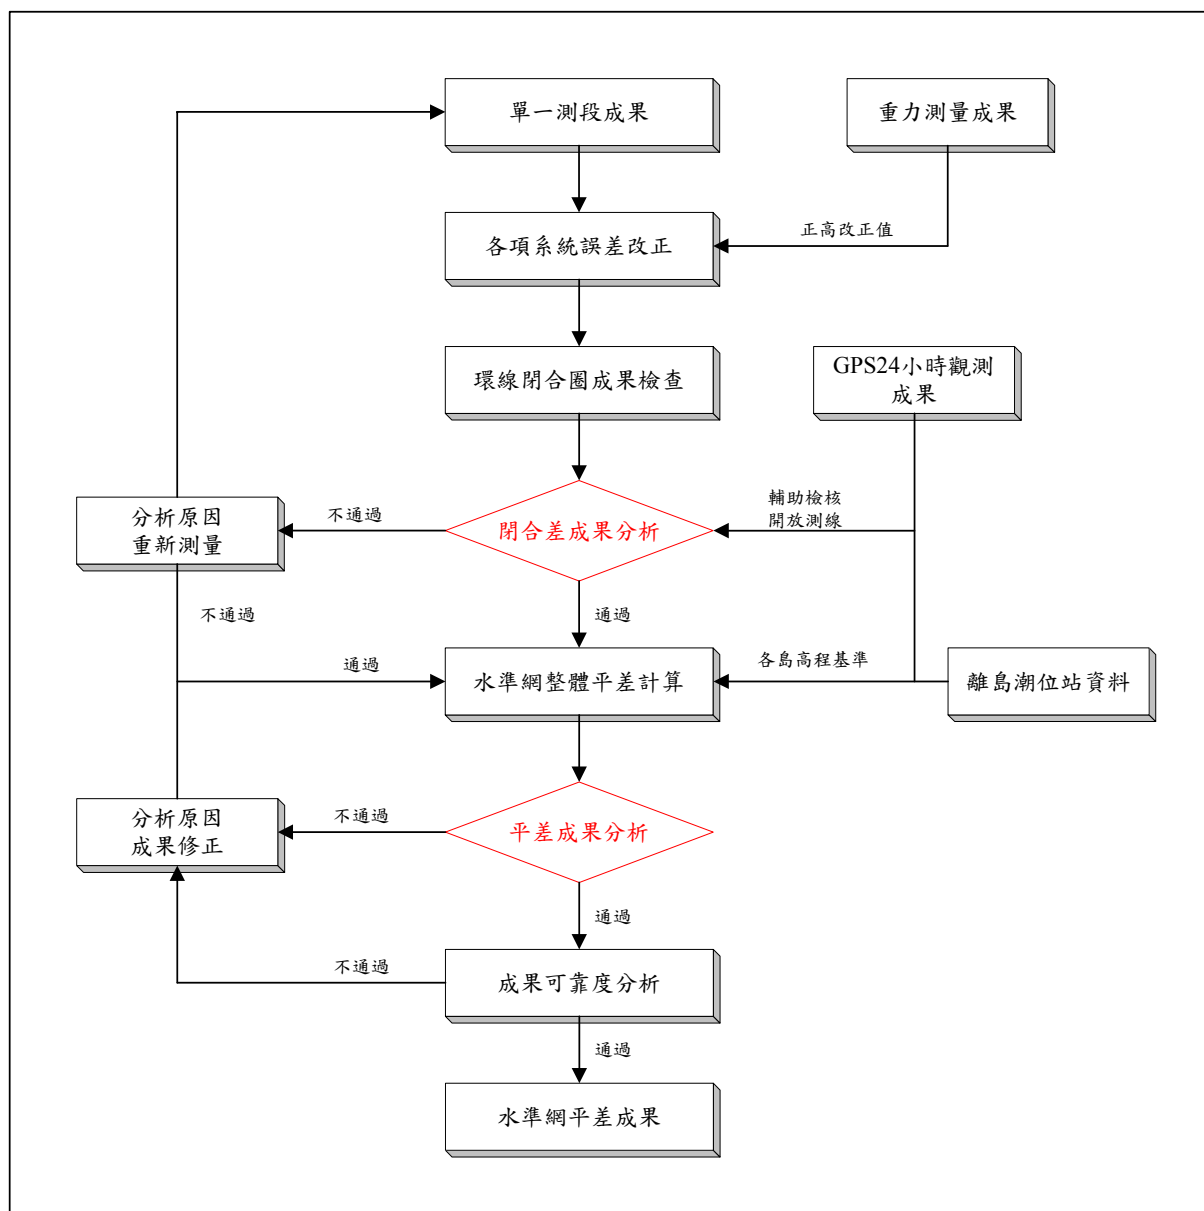 單一測段成果
重力測量成果
各項系統誤差改正
正高改正值
環線閉合圈成果檢查
GPS24小時觀測
成果
分析原因
重新測量
不通過
閉合差成果分析
輔助檢核
開放測線
不通過
通過
通過
水準網整體平差計算
各島高程基準
離島潮位站資料
分析原因
成果修正
不通過
平差成果分析
通過
不通過
成果可靠度分析
通過
水準網平差成果